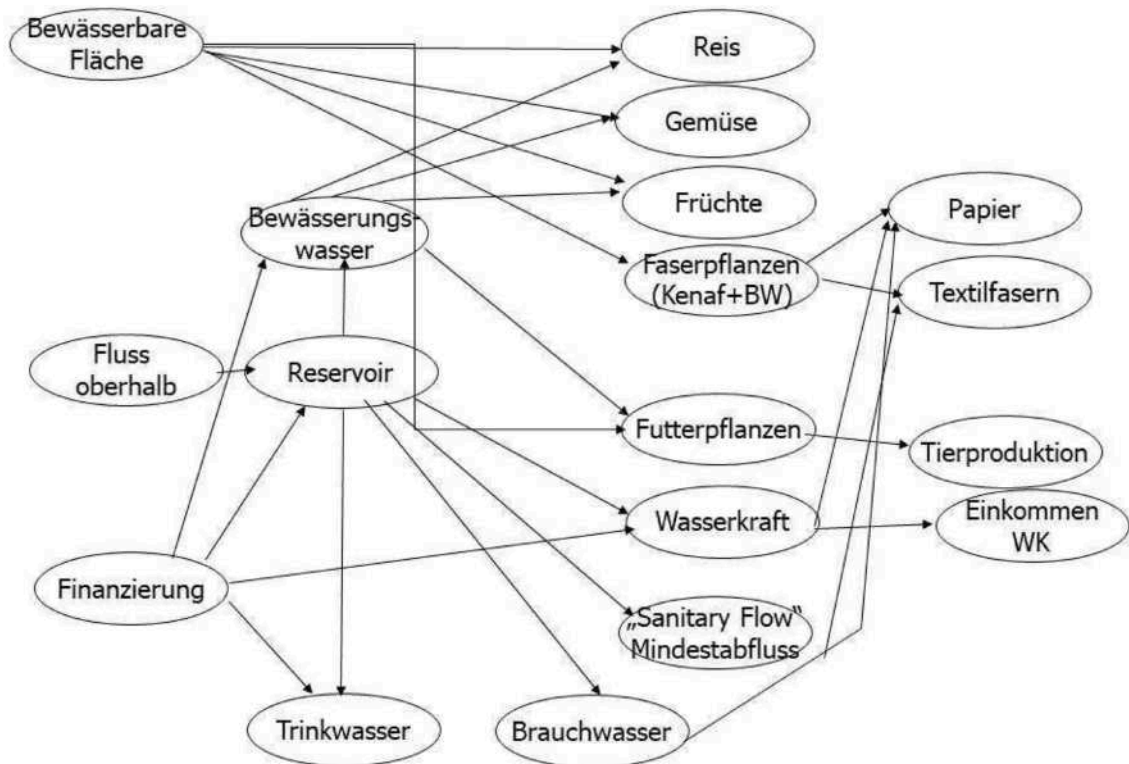 Bewässerbare
Fläche
Reis
Gemüse
Früchte
Papier
Bewässerungs-
wasser
Faserpflanzen
(Kenaf+BW)
Textilfasern
Fluss
oberhalb
Reservoir
Futterpflanzen
Tierproduktion
Wasserkraft
Einkommen
WK
Finanzierung
„Sanitary Flow“
Mindestabfluss
Trinkwasser
Brauchwasser